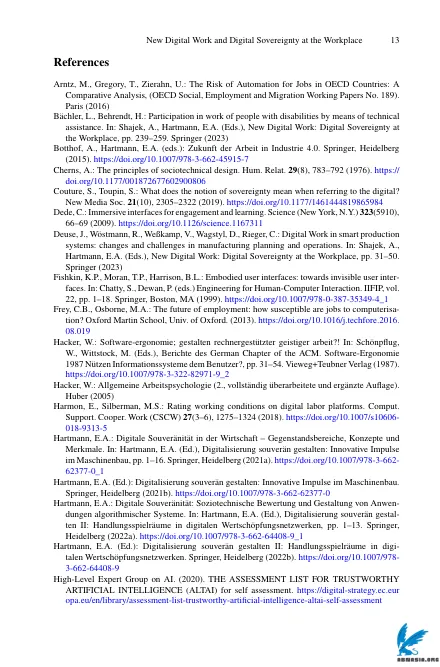 New Digital Work and Digital Sovereignty at the Workplace 13
References
Arntz, M., Gregory, T., Zierahn, U.: The Risk of Automation for Jobs in OECD Countries: A
Comparative Analysis, (OECD Social, Employment and Migration Working Papers No. 189).
Paris (2016)
Bächler, L., Behrendt, H.: Participation in work of people with disabilities by means of technical
assistance. In: Shajek, A., Hartmann, E.A. (Eds.), New Digital Work: Digital Sovereignty at
the Workplace, pp. 239–259. Springer (2023)
Botthof, A., Hartmann, E.A. (eds.): Zukunft der Arbeit in Industrie 4.0. Springer, Heidelberg
(2015). https://doi.org/10.1007/978-3-662-45915-7
Cherns, A.: The principles of sociotechnical design. Hum. Relat. 29(8), 783–792 (1976). https://
doi.org/10.1177/001872677602900806
Couture, S., Toupin, S.: What does the notion of sovereignty mean when referring to the digital?
New Media Soc. 21(10), 2305–2322 (2019). https://doi.org/10.1177/1461444819865984
Dede, C.: Immersive interfaces for engagement and learning. Science (New York, N.Y.) 323(5910),
66–69 (2009). https://doi.org/10.1126/science.1167311
Deuse, J., Wöstmann, R., Weßkamp, V., Wagstyl, D., Rieger, C.: Digital Work in smart production
systems: changes and challenges in manufacturing planning and operations. In: Shajek, A.,
Hartmann, E.A. (Eds.), New Digital Work: Digital Sovereignty at the Workplace, pp. 31–50.
Springer (2023)
Fishkin, K.P., Moran, T.P., Harrison, B.L.: Embodied user interfaces: towards invisible user inter-
faces. In: Chatty, S., Dewan, P. (eds.) Engineering for Human-Computer Interaction. IIFIP, vol.
22, pp. 1–18. Springer, Boston, MA (1999). https://doi.org/10.1007/978-0-387-35349-4_1
Frey, C.B., Osborne, M.A.: The future of employment: how susceptible are jobs to computerisa-
tion? Oxford Martin School, Univ. of Oxford. (2013). https://doi.org/10.1016/j.techfore.2016.
08.019
Hacker, W.: Software-ergonomie; gestalten rechnergestützter geistiger arbeit?! In: Schönpflug,
W., Wittstock, M. (Eds.), Berichte des German Chapter of the ACM. Software-Ergonomie
1987 Nützen Informationssysteme dem Benutzer?, pp. 31–54. Vieweg+Teubner Verlag (1987).
https://doi.org/10.1007/978-3-322-82971-9_2
Hacker, W.: Allgemeine Arbeitspsychologie (2., vollständig überarbeitete und ergänzte Auflage).
Huber (2005)
Harmon, E., Silberman, M.S.: Rating working conditions on digital labor platforms. Comput.
Support. Cooper. Work (CSCW) 27(3–6), 1275–1324 (2018). https://doi.org/10.1007/s10606-
018-9313-5
Hartmann, E.A.: Digitale Souveränität in der Wirtschaft – Gegenstandsbereiche, Konzepte und
Merkmale. In: Hartmann, E.A. (Ed.), Digitalisierung souverän gestalten: Innovative Impulse
im Maschinenbau, pp. 1–16. Springer, Heidelberg (2021a). https://doi.org/10.1007/978-3-662-
62377-0_1
Hartmann, E.A. (Ed.): Digitalisierung souverän gestalten: Innovative Impulse im Maschinenbau.
Springer, Heidelberg (2021b). https://doi.org/10.1007/978-3-662-62377-0
Hartmann, E.A.: Digitale Souveränität: Soziotechnische Bewertung und Gestaltung von Anwen-
dungen algorithmischer Systeme. In: Hartmann, E.A. (Ed.), Digitalisierung souverän gestal-
ten II: Handlungsspielräume in digitalen Wertschöpfungsnetzwerken, pp. 1–13. Springer,
Heidelberg (2022a). https://doi.org/10.1007/978-3-662-64408-9_1
Hartmann, E.A. (Ed.): Digitalisierung souverän gestalten II: Handlungsspielräume in digi-
talen Wertschöpfungsnetzwerken. Springer, Heidelberg (2022b). https://doi.org/10.1007/978-
3-662-64408-9
High-Level Expert Group on AI. (2020). THE ASSESSMENT LIST FOR TRUSTWORTHY
ARTIFICIAL INTELLIGENCE (ALTAI) for self assessment. https://digital-strategy.ec.eur
opa.eu/en/library/assessment-list-trustworthy-artificial-intelligence-altai-self-assessment